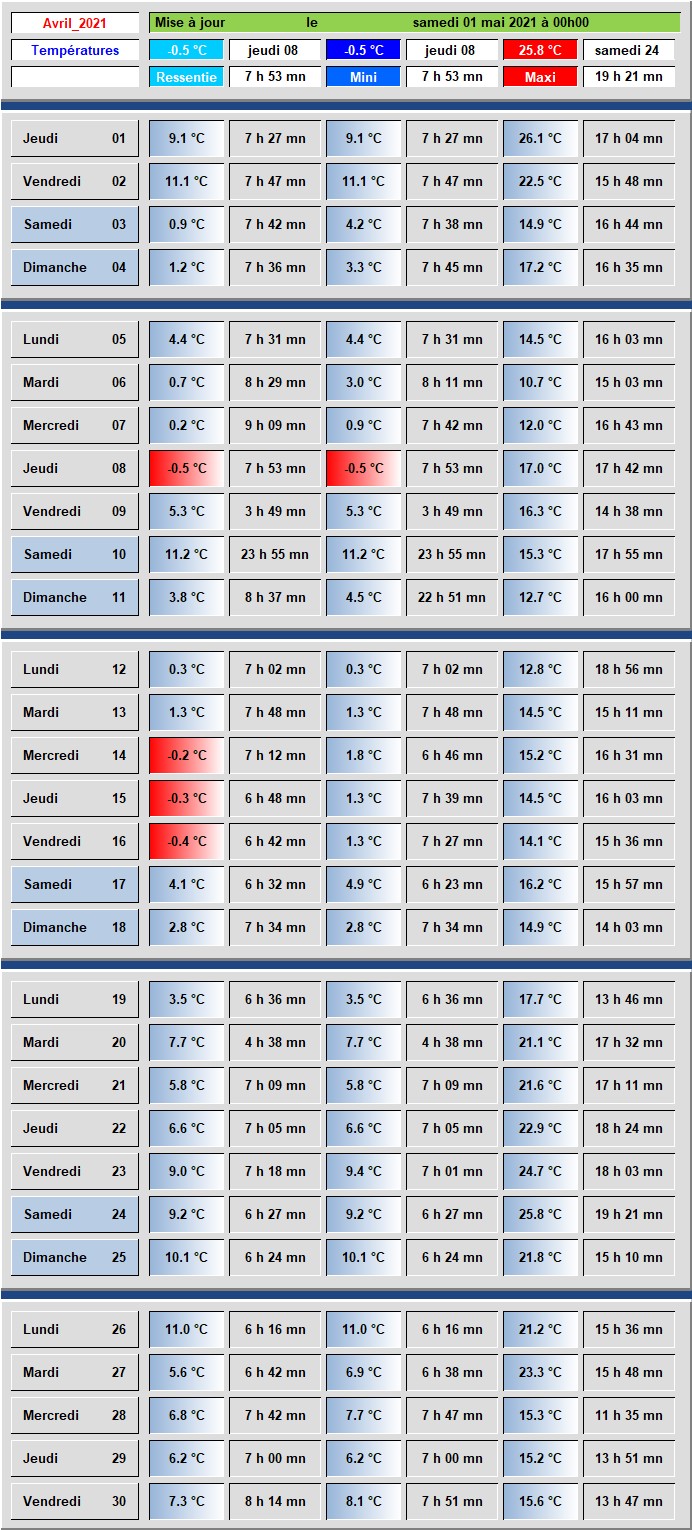 Avril_2021 Mise à jour le samedi 01 mai 2021 à 00h00
Températures -0.5 °C jeudi 08 -0.5 °C jeudi 08 25.8 °C samedi 24
Ressentie 7 h 53 mn Mini 7 h 53 mn Maxi 19 h 21 mn
Jeudi 01 9.1 °C 7 h 27 mn 9.1 °C 7 h 27 mn 26.1 °C 17 h 04 mn
Vendredi 02 11.1 °C 7 h 47 mn 11.1 °C 7 h 47 mn 22.5 °C 15 h 48 mn
Samedi 03 0.9 °C 7 h 42 mn 4.2 °C 7 h 38 mn 14.9 °C 16 h 44 mn
Dimanche 04 1.2 °C 7 h 36 mn 3.3 °C 7 h 45 mn 17.2 °C 16 h 35 mn
Lundi 05 4.4 °C 7 h 31 mn 4.4 °C 7 h 31 mn 14.5 °C 16 h 03 mn
Mardi 06 0.7 °C 8 h 29 mn 3.0 °C 8 h 11 mn 10.7 °C 15 h 03 mn
Mercredi 07 0.2 °C 9 h 09 mn 0.9 °C 7 h 42 mn 12.0 °C 16 h 43 mn
Jeudi 08 -0.5 °C 7 h 53 mn -0.5 °C 7 h 53 mn 17.0 °C 17 h 42 mn
Vendredi 09 5.3 °C 3 h 49 mn 5.3 °C 3 h 49 mn 16.3 °C 14 h 38 mn
Samedi 10 11.2 °C 23 h 55 mn 11.2 °C 23 h 55 mn 15.3 °C 17 h 55 mn
Dimanche 11 3.8 °C 8 h 37 mn 4.5 °C 22 h 51 mn 12.7 °C 16 h 00 mn
Lundi 12 0.3 °C 7 h 02 mn 0.3 °C 7 h 02 mn 12.8 °C 18 h 56 mn
Mardi 13 1.3 °C 7 h 48 mn 1.3 °C 7 h 48 mn 14.5 °C 15 h 11 mn
Mercredi 14 -0.2 °C 7 h 12 mn 1.8 °C 6 h 46 mn 15.2 °C 16 h 31 mn
Jeudi 15 -0.3 °C 6 h 48 mn 1.3 °C 7 h 39 mn 14.5 °C 16 h 03 mn
Vendredi 16 -0.4 °C 6 h 42 mn 1.3 °C 7 h 27 mn 14.1 °C 15 h 36 mn
Samedi 17 4.1 °C 6 h 32 mn 4.9 °C 6 h 23 mn 16.2 °C 15 h 57 mn
Dimanche 18 2.8 °C 7 h 34 mn 2.8 °C 7 h 34 mn 14.9 °C 14 h 03 mn
Lundi 19 3.5 °C 6 h 36 mn 3.5 °C 6 h 36 mn 17.7 °C 13 h 46 mn
Mardi 20 7.7 °C 4 h 38 mn 7.7 °C 4 h 38 mn 21.1 °C 17 h 32 mn
Mercredi 21 5.8 °C 7 h 09 mn 5.8 °C 7 h 09 mn 21.6 °C 17 h 11 mn
Jeudi 22 6.6 °C 7 h 05 mn 6.6 °C 7 h 05 mn 22.9 °C 18 h 24 mn
Vendredi 23 9.0 °C 7 h 18 mn 9.4 °C 7 h 01 mn 24.7 °C 18 h 03 mn
Samedi 24 9.2 °C 6 h 27 mn 9.2 °C 6 h 27 mn 25.8 °C 19 h 21 mn
Dimanche 25 10.1 °C 6 h 24 mn 10.1 °C 6 h 24 mn 21.8 °C 15 h 10 mn
Lundi 26 11.0 °C 6 h 16 mn 11.0 °C 6 h 16 mn 21.2 °C 15 h 36 mn
Mardi 27 5.6 °C 6 h 42 mn 6.9 °C 6 h 38 mn 23.3 °C 15 h 48 mn
Mercredi 28 6.8 °C 7 h 42 mn 7.7 °C 7 h 47 mn 15.3 °C 11 h 35 mn
Jeudi 29 6.2 °C 7 h 00 mn 6.2 °C 7 h 00 mn 15.2 °C 13 h 51 mn
Vendredi 30 7.3 °C 8 h 14 mn 8.1 °C 7 h 51 mn 15.6 °C 13 h 47 mn